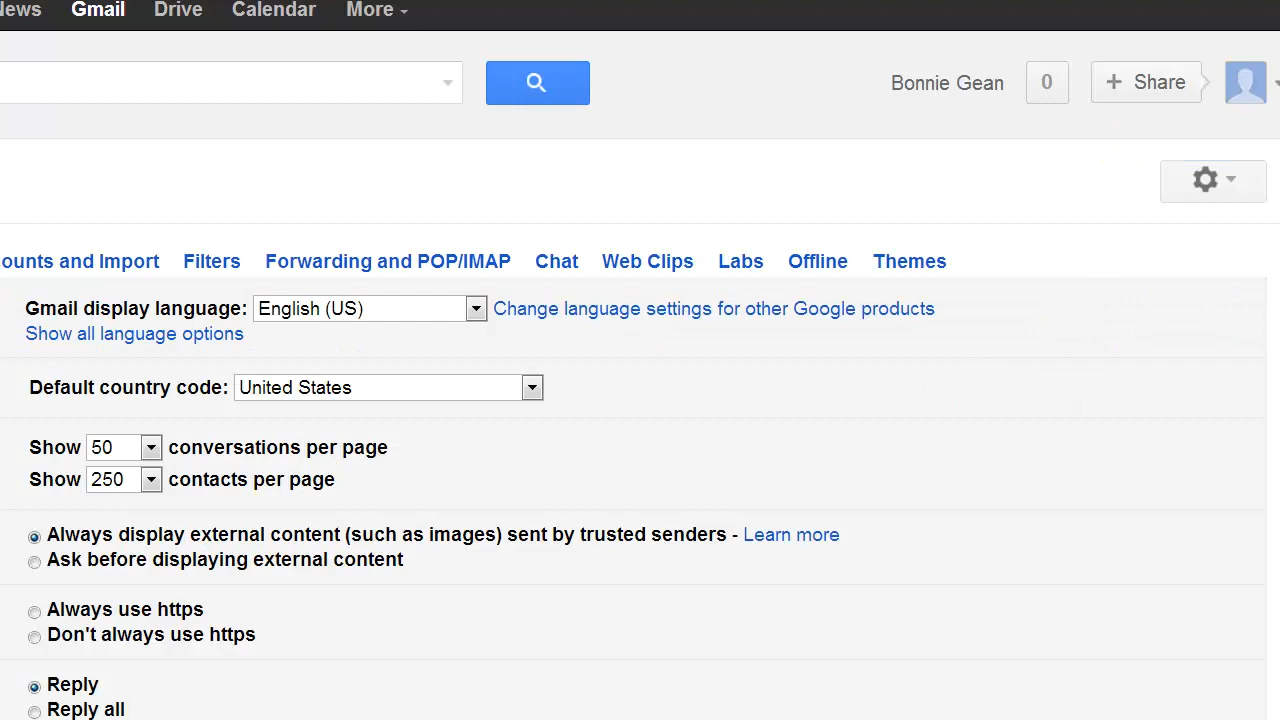 News Gmail Drive Calendar More
Bonnie Gean 0 + Share
ounts and Import Filters Forwarding and POP/IMAP Chat Web Clips Labs Offline Themes
Gmail display language: English (US) Change language settings for other Google products
Show all language options
Default country code: United States
Show 50 conversations per page
Show 250 contacts per page
Always display external content (such as images) sent by trusted senders - Learn more
Ask before displaying external content
Always use https
Don't always use https
Reply
Reply all